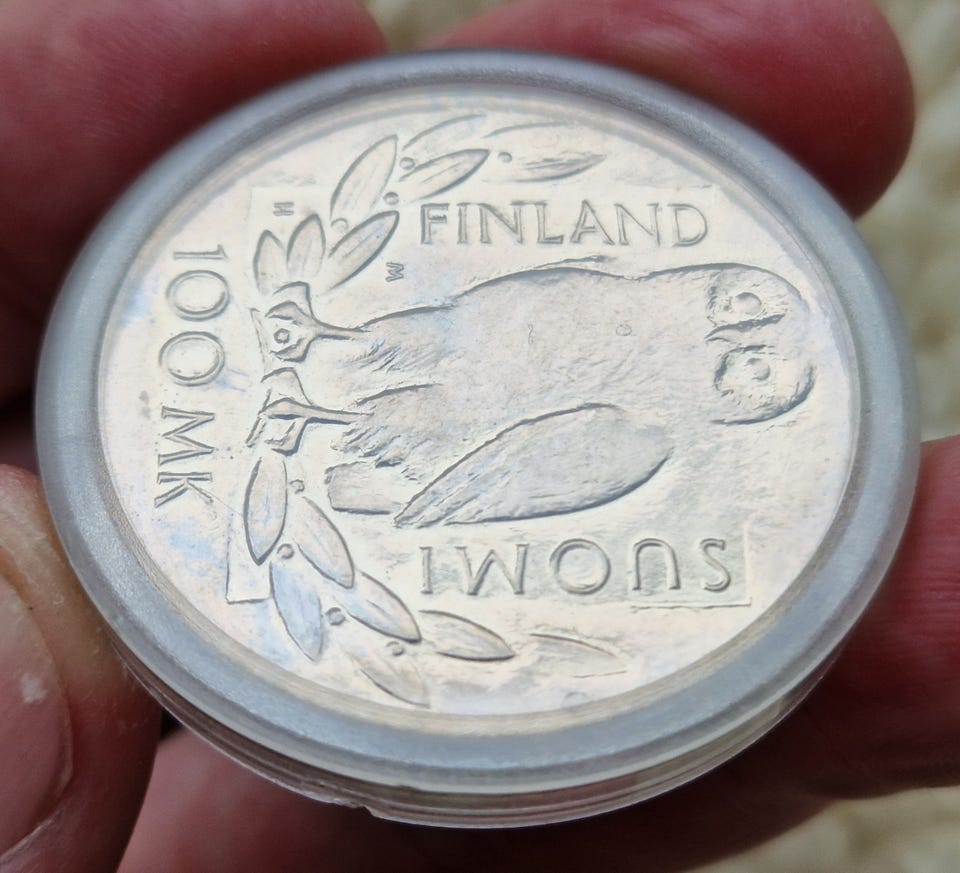 SUOMI
FINLAND
M
H
100 MK